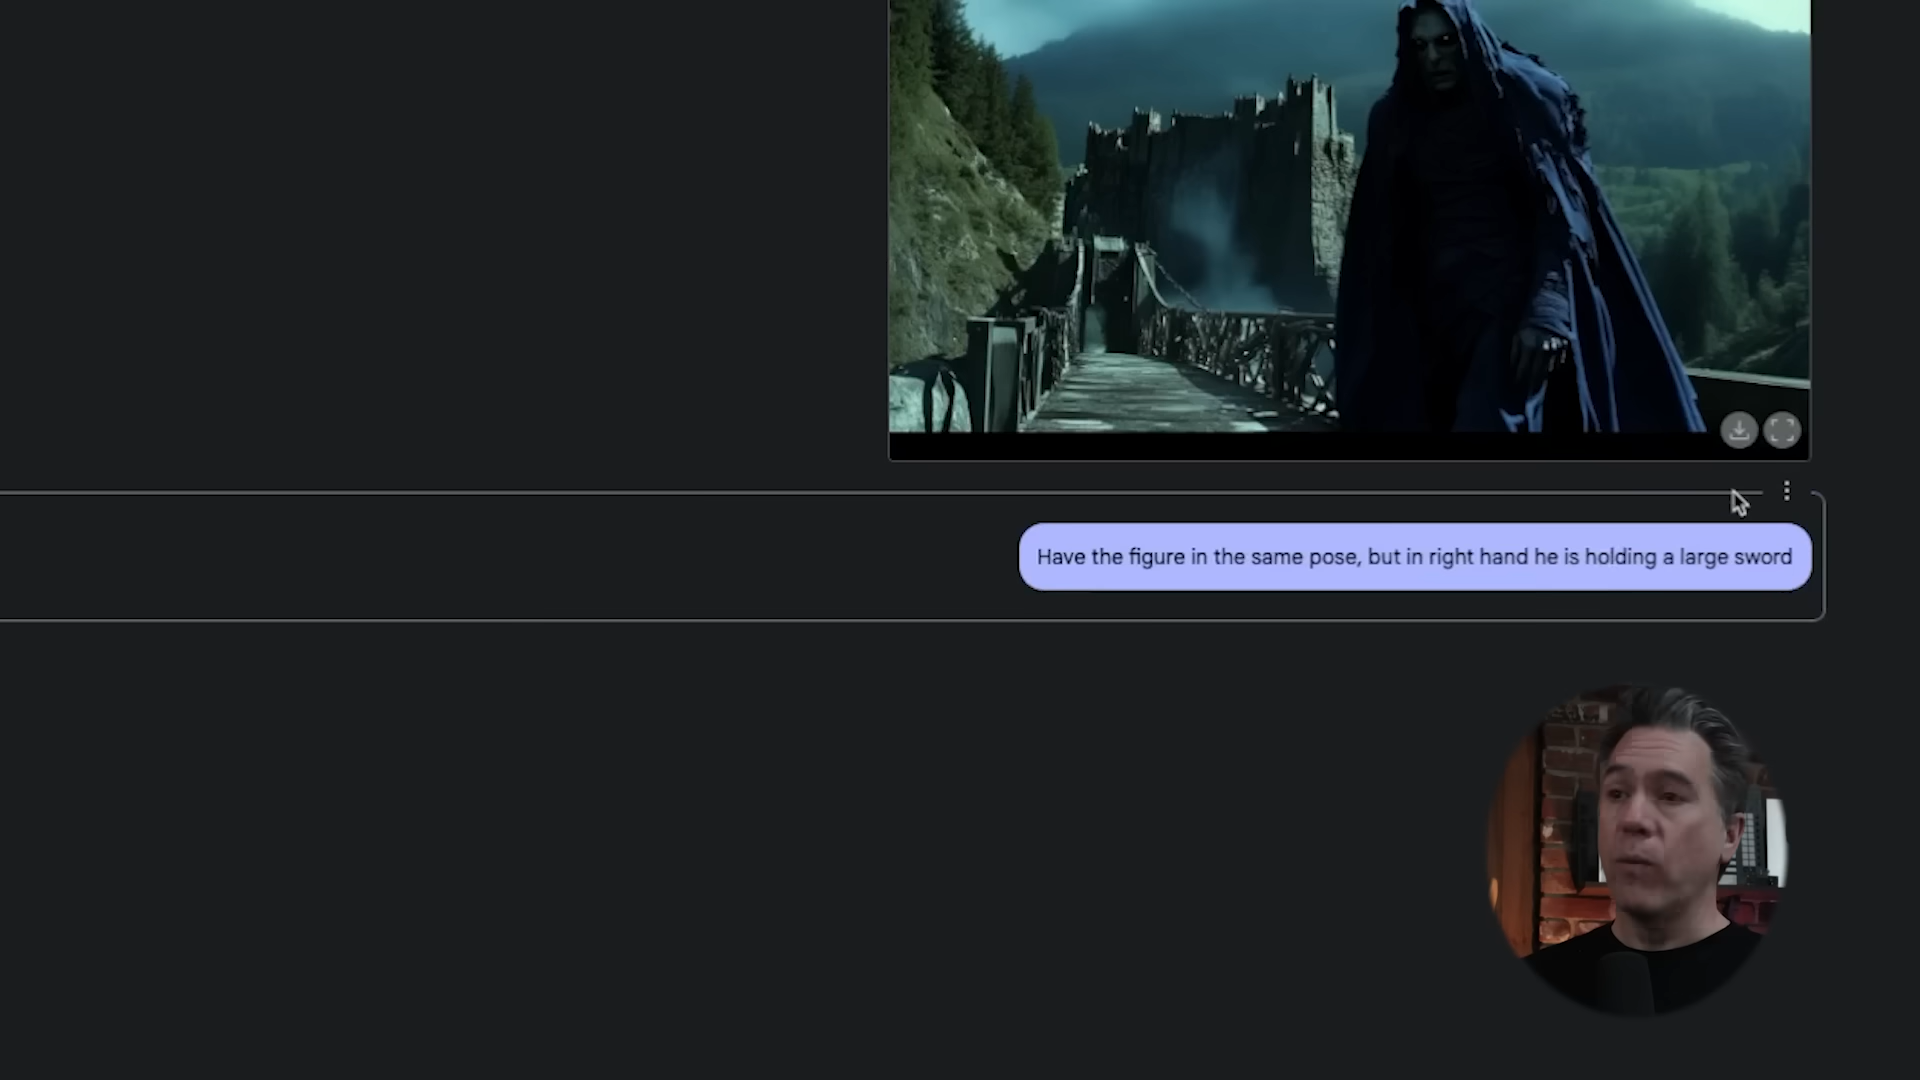 Have the figure in the same pose, but in right hand he is holding a large sword